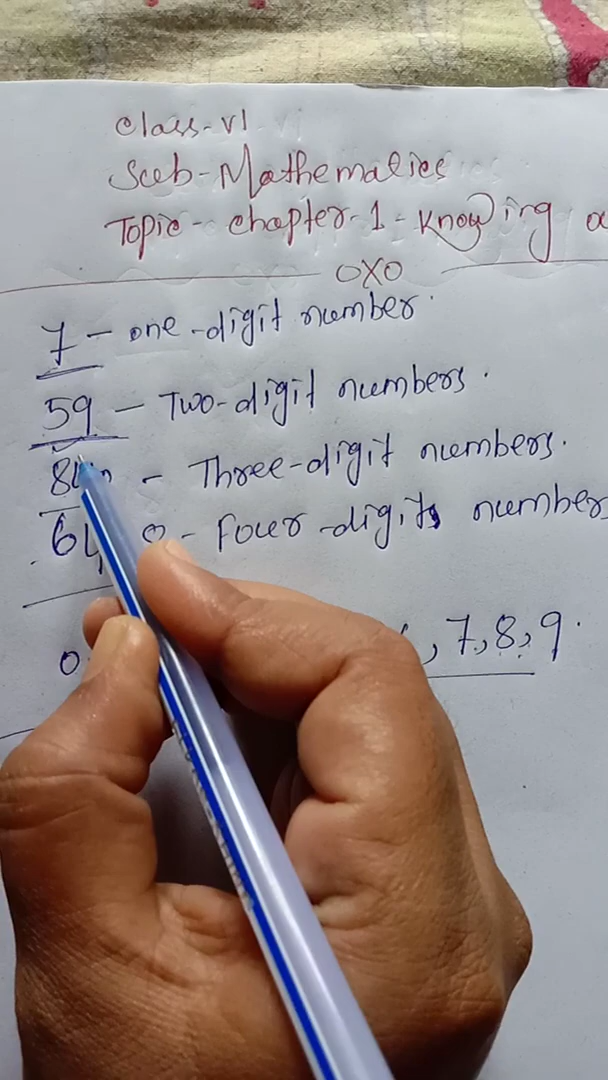 Class-VI
Sub-Mathematics
Topic- chapter-1-Knowing
OXO
7 - one-digit number.
59 - Two-digit numbers.
- Three-digit numbers.
- Four-digits numbers
7, 8, 9.